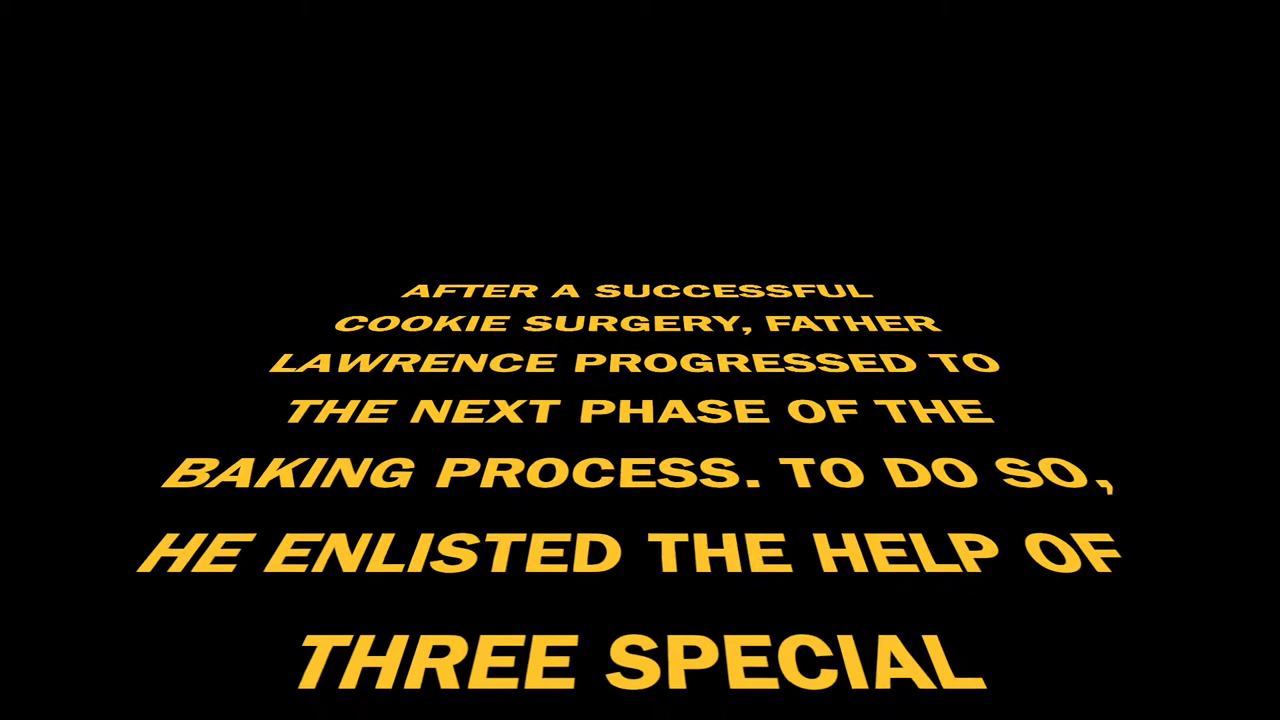 AFTER A SUCCESSFUL
COOKIE SURGERY, FATHER
LAWRENCE PROGRESSED TO
THE NEXT PHASE OF THE
BAKING PROCESS. TO DO SO,
HE ENLISTED THE HELP OF
THREE SPECIAL